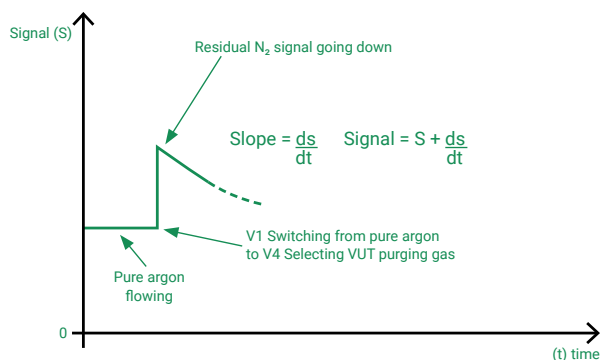 Signal (S)
Residual N₂ signal going down
Slope = ds
dt
Signal = S + ds
dt
V1 Switching from pure argon
to V4 Selecting VUT purging gas
Pure argon
flowing
0
(t) time